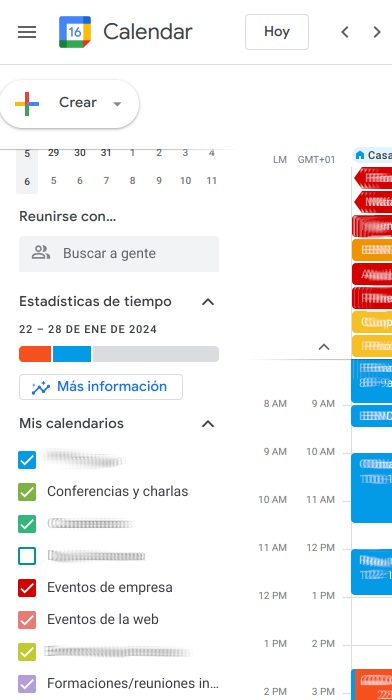 16 Calendar Hoy
Crear
5 29 30 31 1 2 3 4
6 5 6 7 8 9 10 11
LM GMT+01 Casa
Reunirse con...
Buscar a gente
Estadísticas de tiempo
22 – 28 DE ENE DE 2024
Más información
Mis calendarios
8 AM 9 AM
9 AM 10 AM
Conferencias y charlas
10 AM 11 AM
11 AM 12 PM
Eventos de empresa
12 PM 1 PM
Eventos de la web
1 PM 2 PM
Formaciones/reuniones in...
2 PM 3 PM